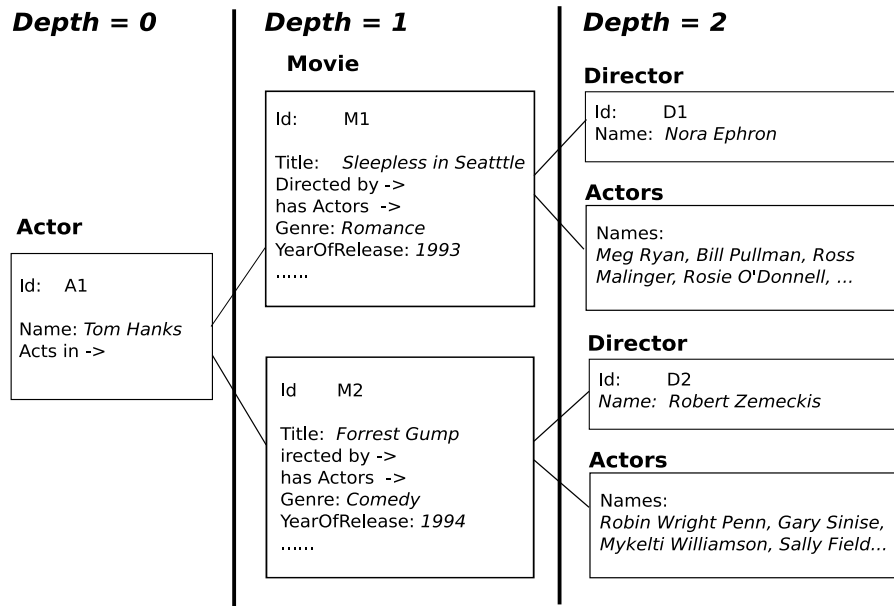 Depth = 0
Depth = 1
Depth = 2
Actor
Id: A1
Name: Tom Hanks
Acts in ->
Movie
Id: M1
Title: Sleepless in Seatttle
Directed by ->
has Actors ->
Genre: Romance
YearOfRelease: 1993
......
Id M2
Title: Forrest Gump
irected by ->
has Actors ->
Genre: Comedy
YearOfRelease: 1994
......
Director
Id: D1
Name: Nora Ephron
Actors
Names:
Meg Ryan, Bill Pullman, Ross
Malinger, Rosie O'Donnell, ...
Director
Id: D2
Name: Robert Zemeckis
Actors
Names:
Robin Wright Penn, Gary Sinise,
Mykelti Williamson, Sally Field...